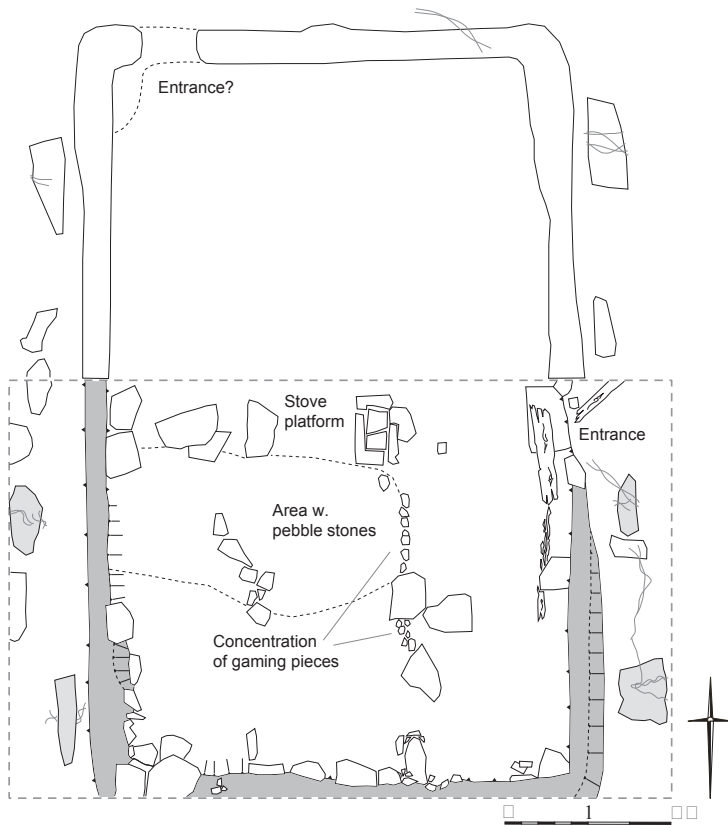 Entrance?
Stove
platform
Entrance
Area w.
pebble stones
Concentration
of gaming pieces
1